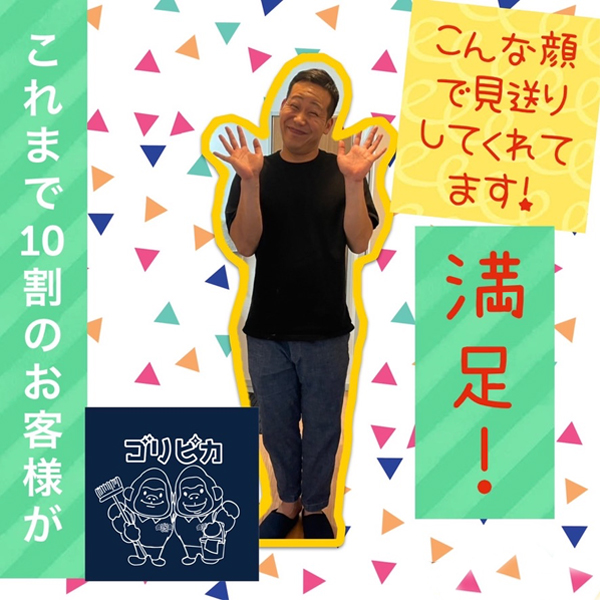 これまで10割のお客様が
こんな顔
で見送り
してくれて
ます!
満足!
ゴリピカ